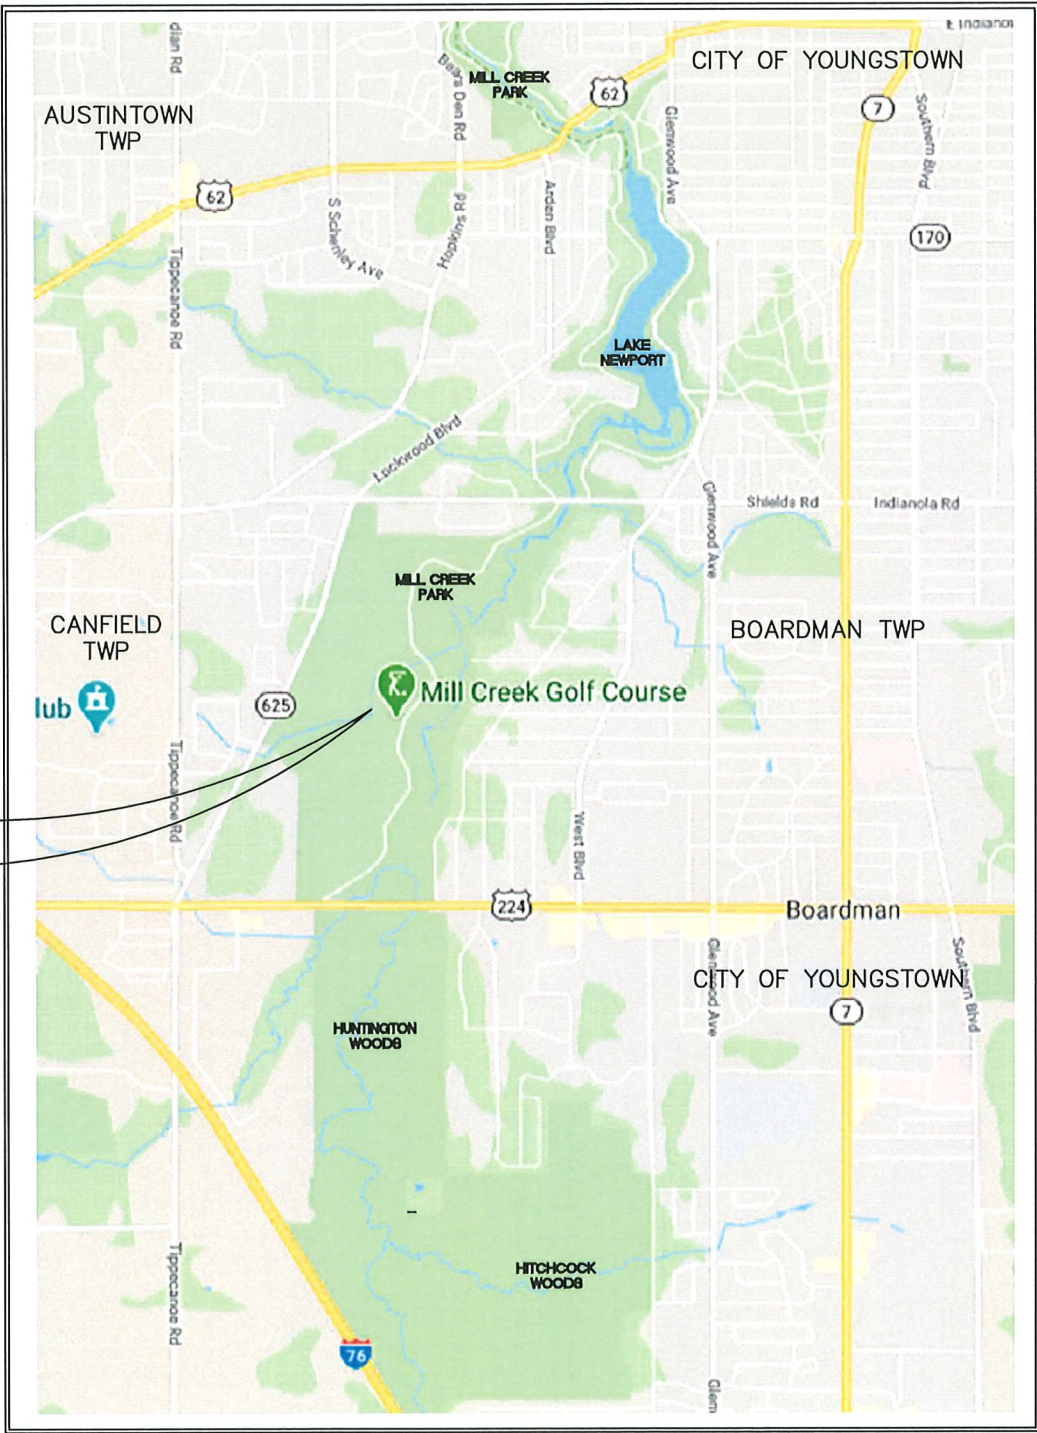 E Indianol
CITY OF YOUNGSTOWN
dian Rd
Bears Den Rd
MILL CREEK
PARK
62
7
AUSTINTOWN
TWP
Glenwood Ave
Southern Blvd
62
S Schenley Ave
Hopkins Rd
Arden Blvd
170
Tippecanoe Rd
LAKE
NEWPORT
Lockwood Blvd
Glenwood Ave
Shields Rd
Indianola Rd
MILL CREEK
PARK
CANFIELD
TWP
BOARDMAN TWP
lub
625
Mill Creek Golf Course
Tippecanoe Rd
West Blvd
224
Boardman
Glenwood Ave
Southern Blvd
CITY OF YOUNGSTOWN
7
HUNTINGTON
WOODS
HITCHCOCK
WOODS
Tippecanoe Rd
76
Glen